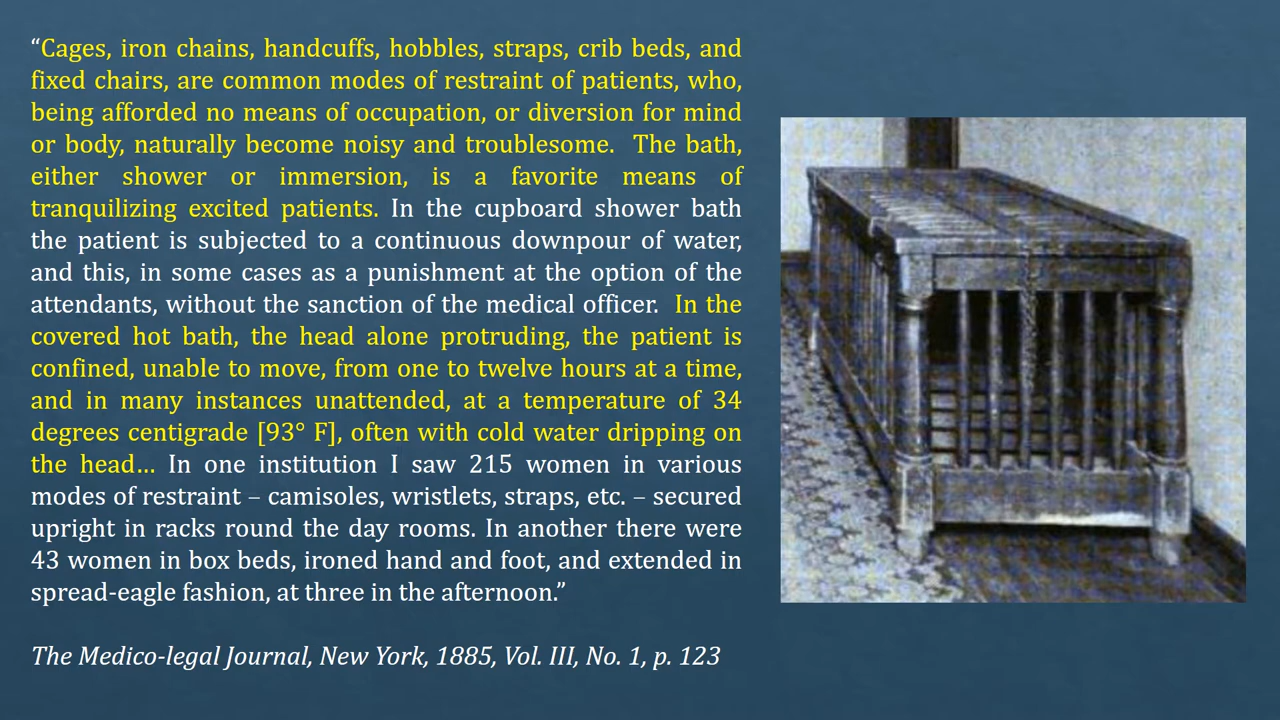 “Cages, iron chains, handcuffs, hobbles, straps, crib beds, and
fixed chairs, are common modes of restraint of patients, who,
being afforded no means of occupation, or diversion for mind
or body, naturally become noisy and troublesome.  The bath,
either shower or immersion, is a favorite means of
tranquilizing excited patients. In the cupboard shower bath
the patient is subjected to a continuous downpour of water,
and this, in some cases as a punishment at the option of the
attendants, without the sanction of the medical officer.  In the
covered hot bath, the head alone protruding, the patient is
confined, unable to move, from one to twelve hours at a time,
and in many instances unattended, at a temperature of 34
degrees centigrade [93° F], often with cold water dripping on
the head… In one institution I saw 215 women in various
modes of restraint – camisoles, wristlets, straps, etc. – secured
upright in racks round the day rooms. In another there were
43 women in box beds, ironed hand and foot, and extended in
spread-eagle fashion, at three in the afternoon.”
The Medico-legal Journal, New York, 1885, Vol. III, No. 1, p. 123